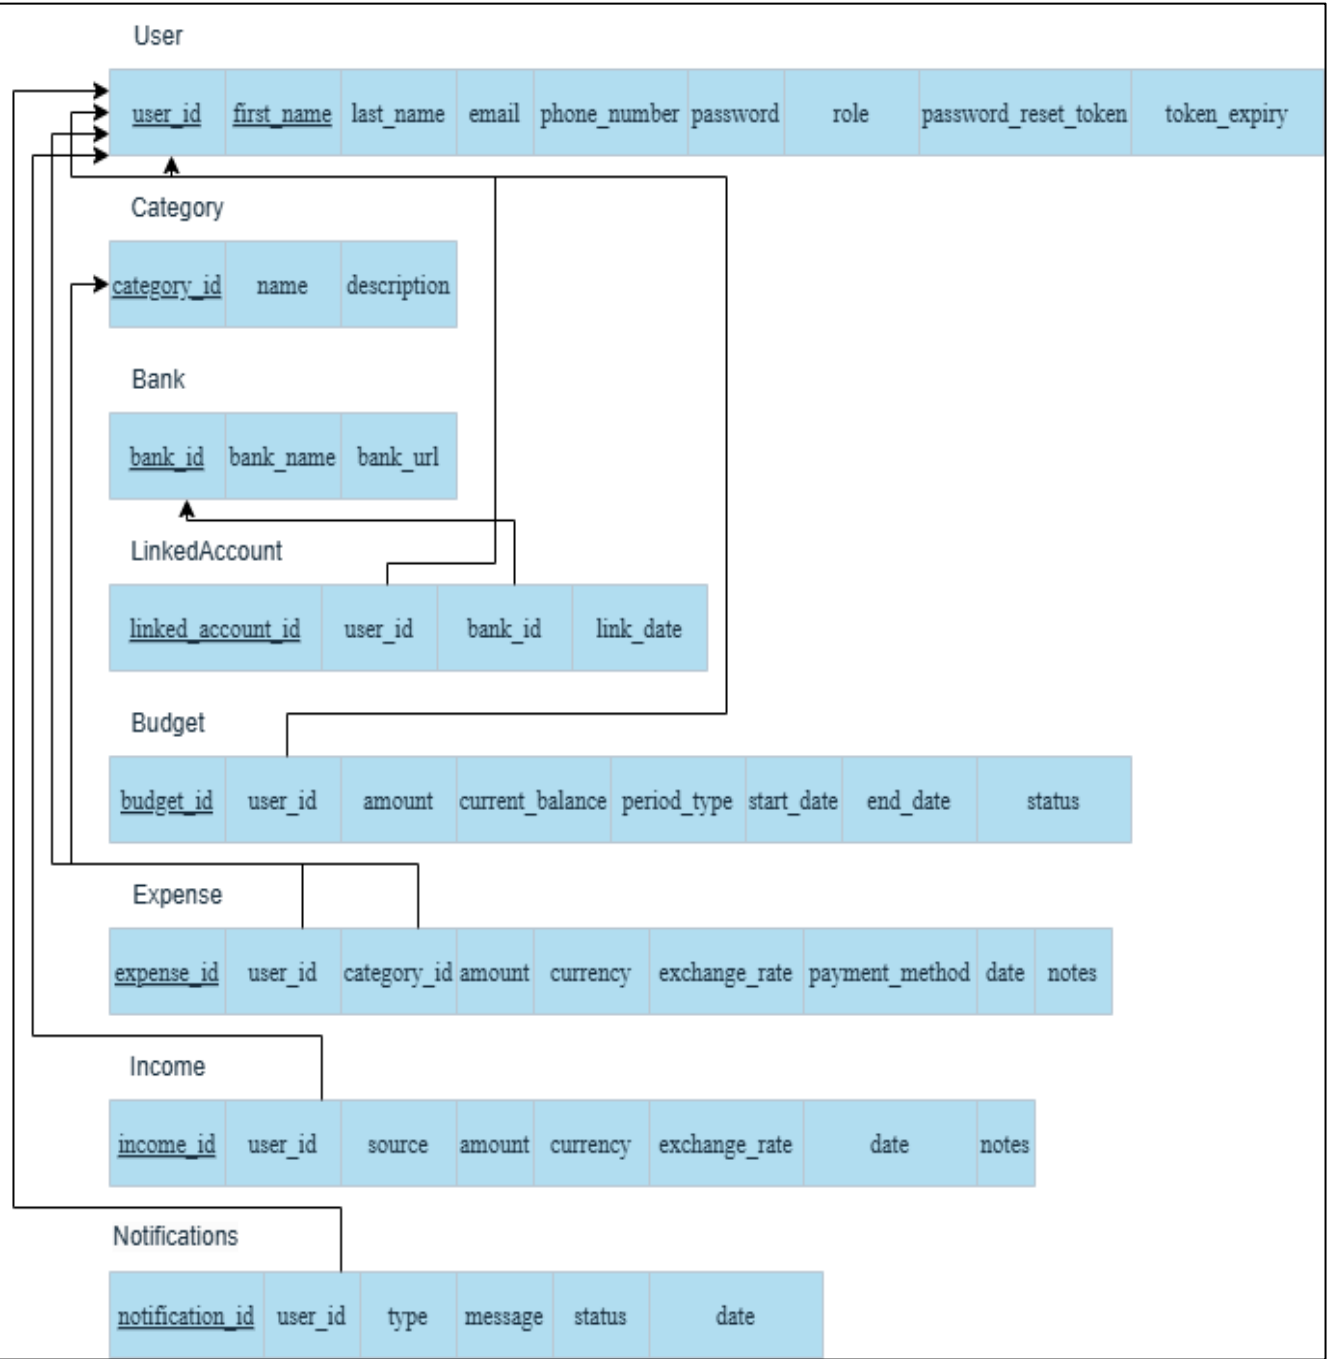 User
user_id first_name last_name email phone_number password role password_reset_token token_expiry
Category
category_id name description
Bank
bank_id bank_name bank_url
LinkedAccount
linked_account_id user_id bank_id link_date
Budget
budget_id user_id amount current_balance period_type start_date end_date status
Expense
expense_id user_id category_id amount currency exchange_rate payment_method date notes
Income
income_id user_id source amount currency exchange_rate date notes
Notifications
notification_id user_id type message status date